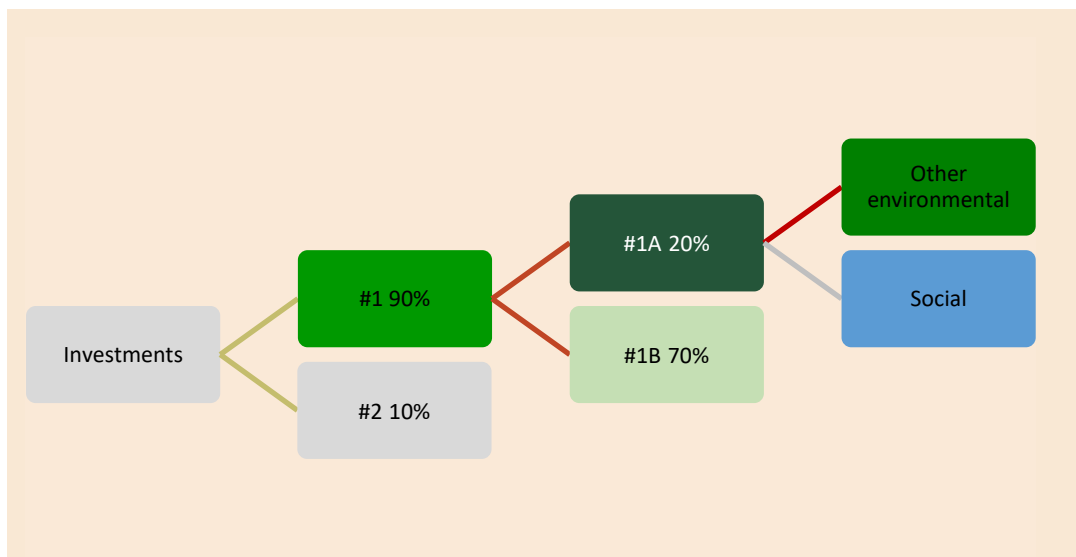 Investments
#1 90%
#2 10%
#1A 20%
#1B 70%
Other
environmental
Social